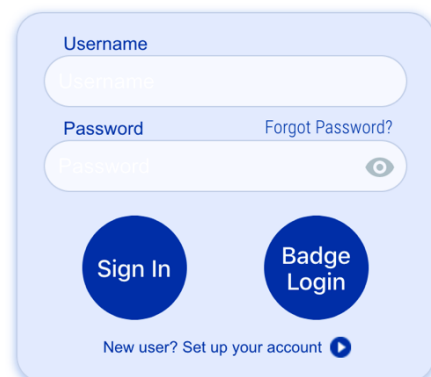 Username
Username
Password Forgot Password?
Password
Sign In
Badge
Login
New user? Set up your account